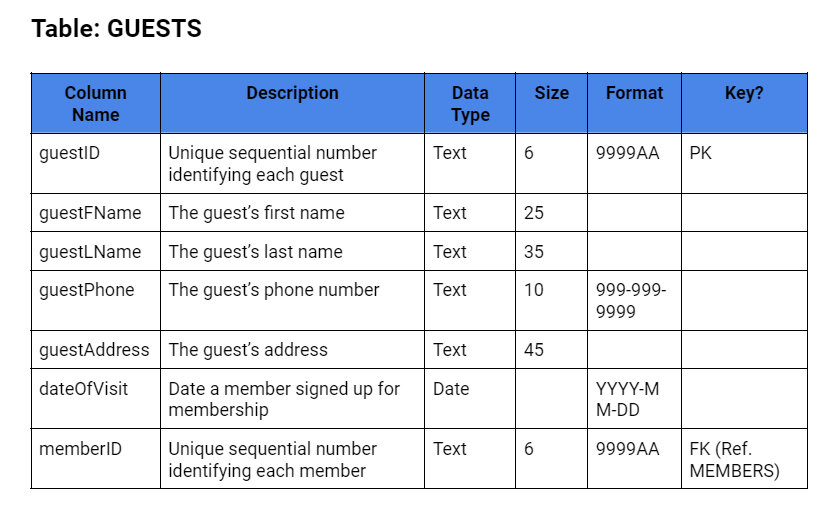 Table: GUESTS
Column Name Description Data Type Size Format Key?
guestID Unique sequential number identifying each guest Text 6 9999AA PK
guestFName The guest’s first name Text 25
guestLName The guest’s last name Text 35
guestPhone The guest’s phone number Text 10 999-999-9999
guestAddress The guest’s address Text 45
dateOfVisit Date a member signed up for membership Date YYYY-MM-DD
memberID Unique sequential number identifying each member Text 6 9999AA FK (Ref. MEMBERS)